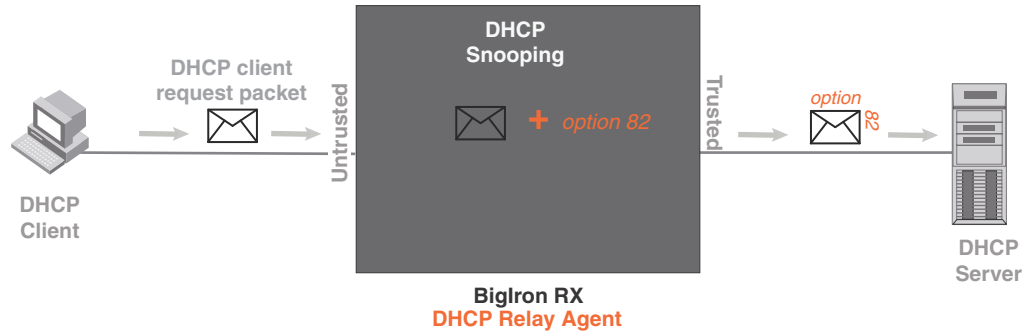 DHCP
Snooping
DHCP client
request packet
Untrusted
+ option 82
Trusted
option
82
DHCP
Client
DHCP
Server
BigIron RX
DHCP Relay Agent